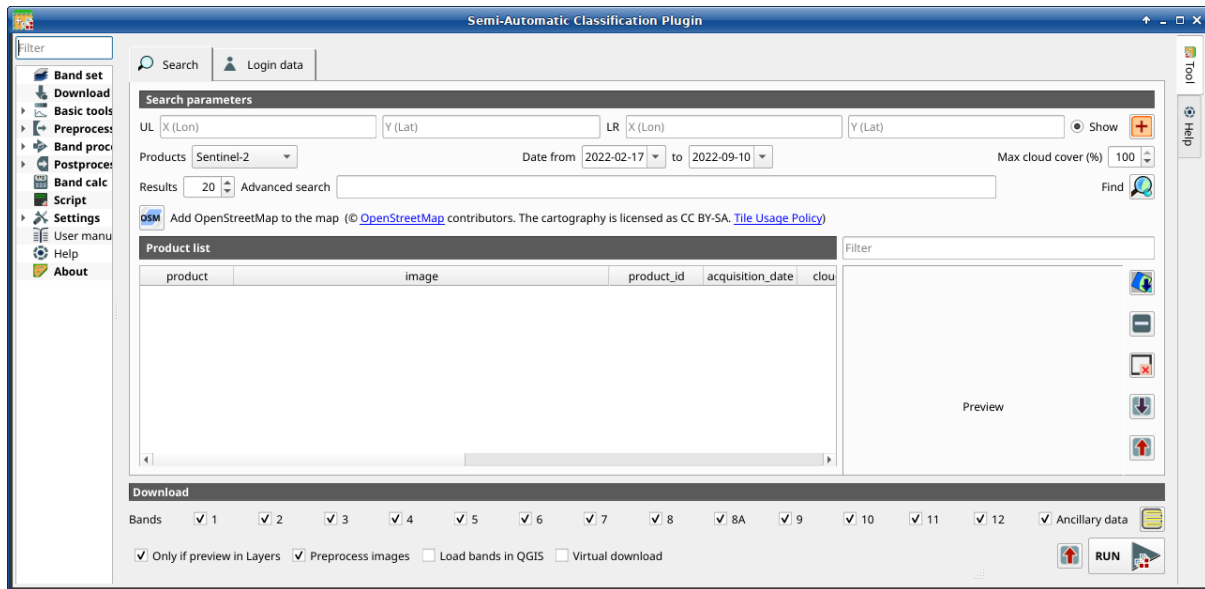 Semi-Automatic Classification Plugin
Filter
Band set
Download
Basic tools
Preprocess
Band proc
Postproces
Band calc
Script
Settings
User manu
Help
About
Search
Login data
Search parameters
UL X (Lon) Y (Lat) LR X (Lon) Y (Lat) Show
Products Sentinel-2 Date from 2022-02-17 to 2022-09-10 Max cloud cover (%) 100
Results 20 Advanced search Find
OSM Add OpenStreetMap to the map (© OpenStreetMap contributors. The cartography is licensed as CC BY-SA. Tile Usage Policy)
Product list Filter
product image product_id acquisition_date clou
Preview
Download
Bands 1 2 3 4 5 6 7 8 8A 9 10 11 12 Ancillary data
Only if preview in Layers Preprocess images Load bands in QGIS Virtual download RUN
Tool
Help